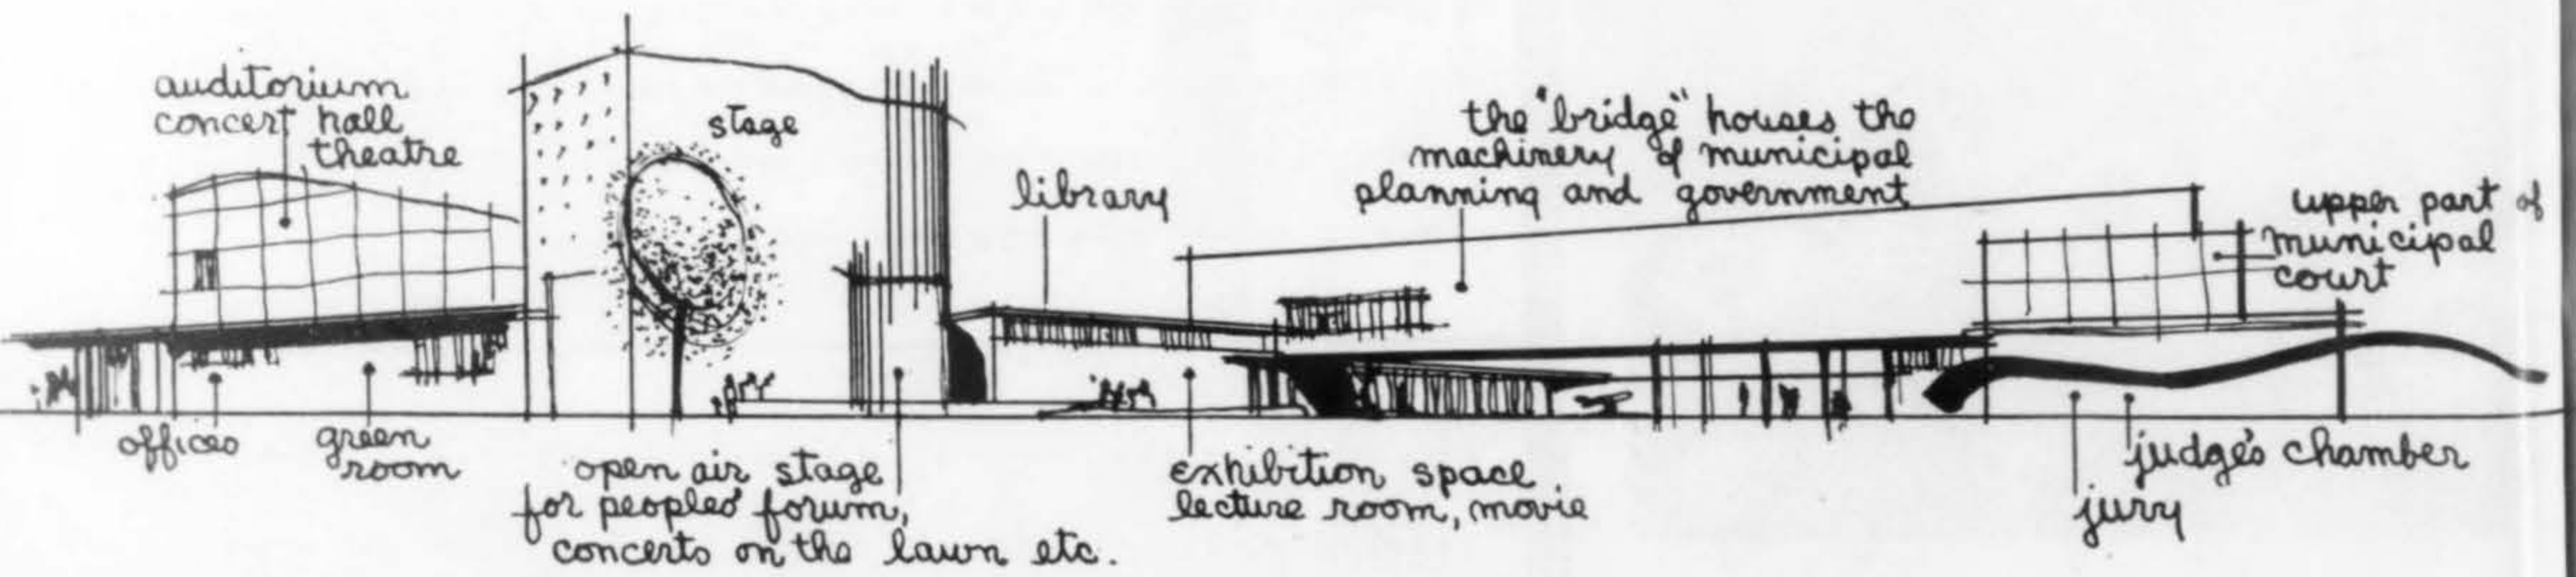 auditorium
concert hall
theatre
stage
library
the "bridge" houses the
machinery of municipal
planning and government
upper part of
municipal
court
offices
green
room
open air stage
for peoples' forum,
concerts on the lawn etc.
exhibition space
lecture room, movie
judge's chamber
jury